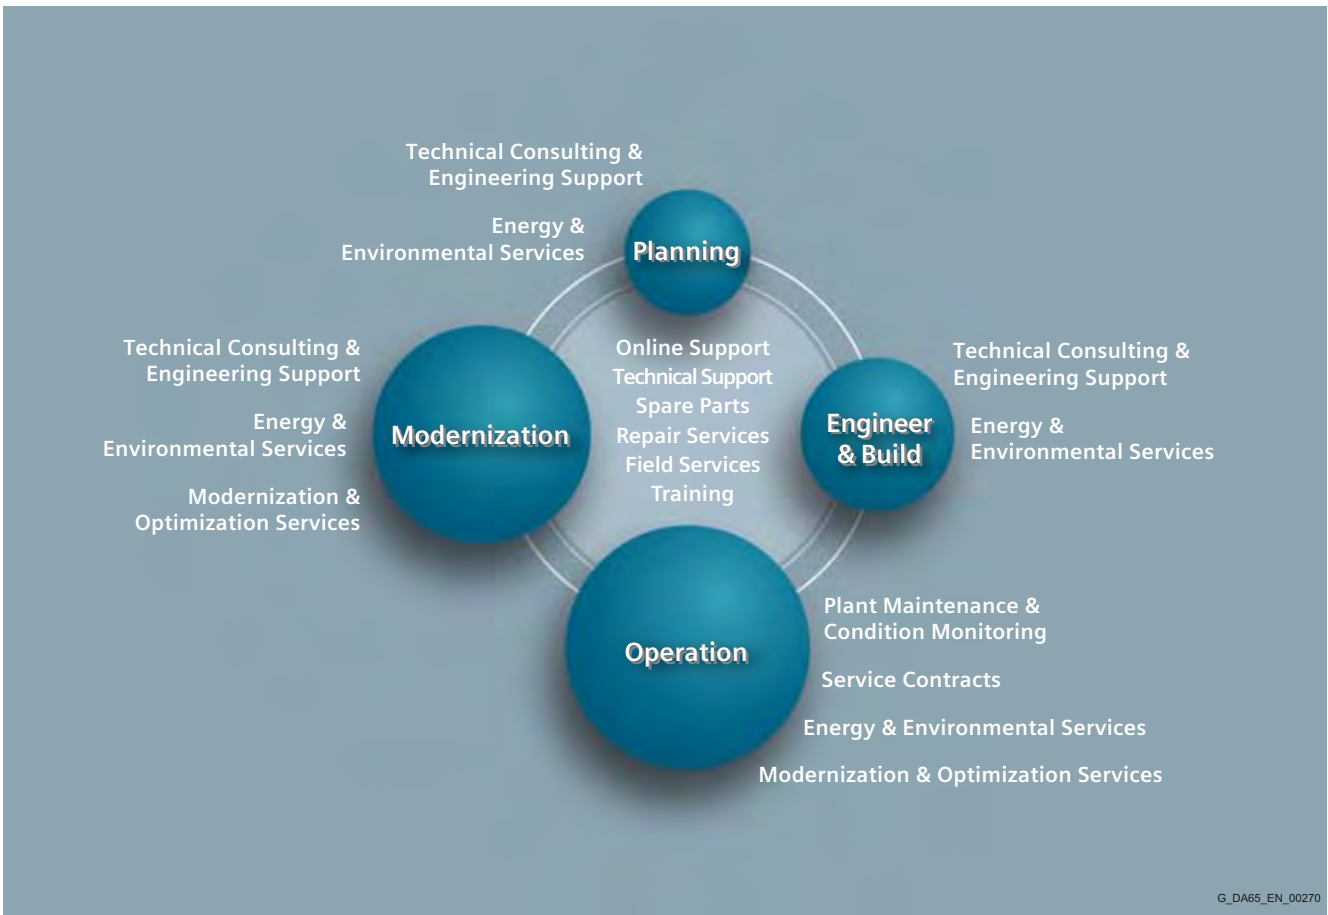 Technical Consulting &
Engineering Support
Energy &
Environmental Services
Planning
Technical Consulting &
Engineering Support
Energy &
Environmental Services
Modernization &
Optimization Services
Modernization
Online Support
Technical Support
Spare Parts
Repair Services
Field Services
Training
Engineer
& Build
Technical Consulting &
Engineering Support
Energy &
Environmental Services
Operation
Plant Maintenance &
Condition Monitoring
Service Contracts
Energy & Environmental Services
Modernization & Optimization Services
G_DA65_EN_00270